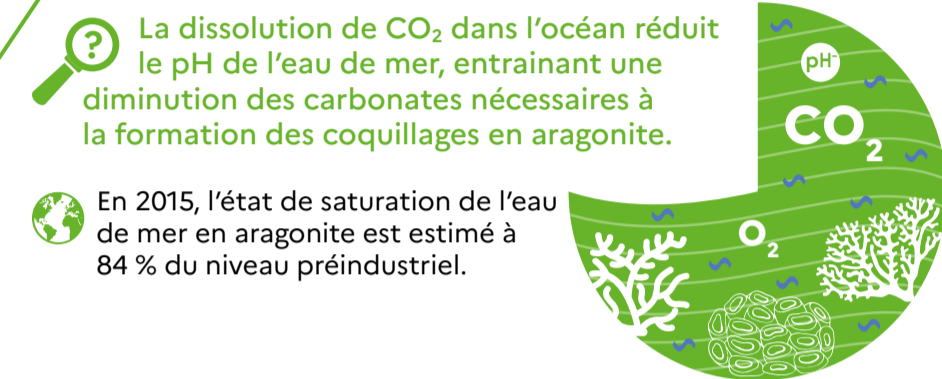 ?
La dissolution de CO₂ dans l'océan réduit
le pH de l'eau de mer, entrainant une
diminution des carbonates nécessaires à
la formation des coquillages en aragonite.
En 2015, l'état de saturation de l'eau
de mer en aragonite est estimé à
84 % du niveau préindustriel.
pH⁻
CO₂
O₂